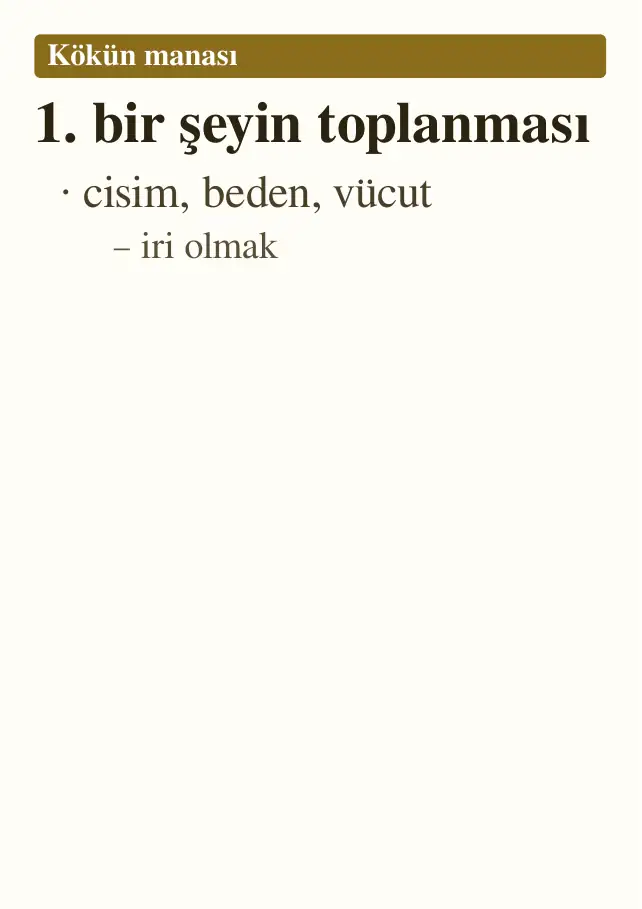 Kökün manası
1. bir şeyin toplanması
· cisim, beden, vücut
– iri olmak